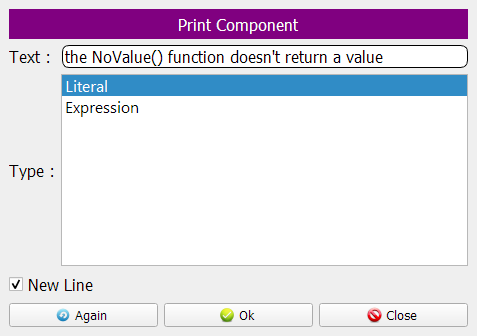 Print Component
Text : the NoValue() function doesn't return a value
Literal
Expression
Type :
New Line
Again Ok Close